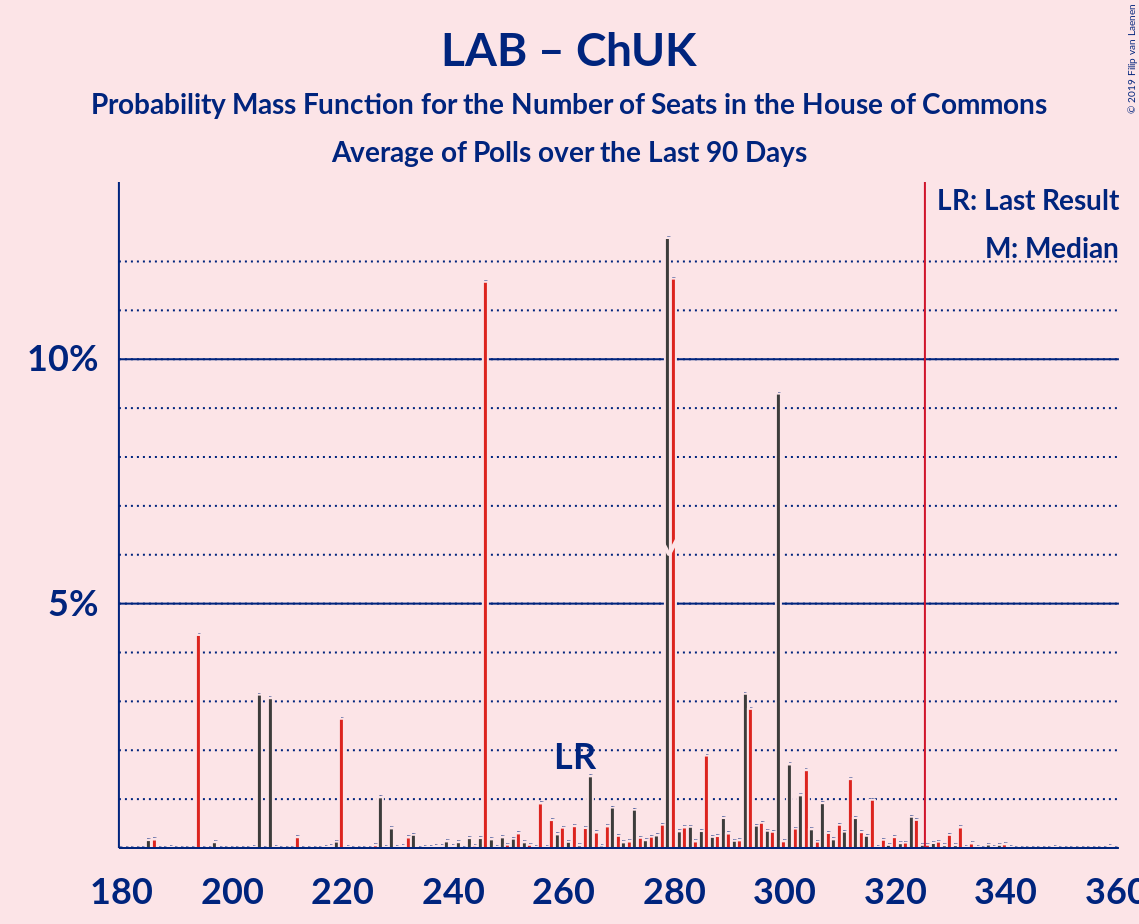 LAB – ChUK
Probability Mass Function for the Number of Seats in the House of Commons
Average of Polls over the Last 90 Days
© 2019 Filip van Laenen
LR: Last Result
M: Median
10%
5%
LR
180 200 220 240 260 280 300 320 340 360